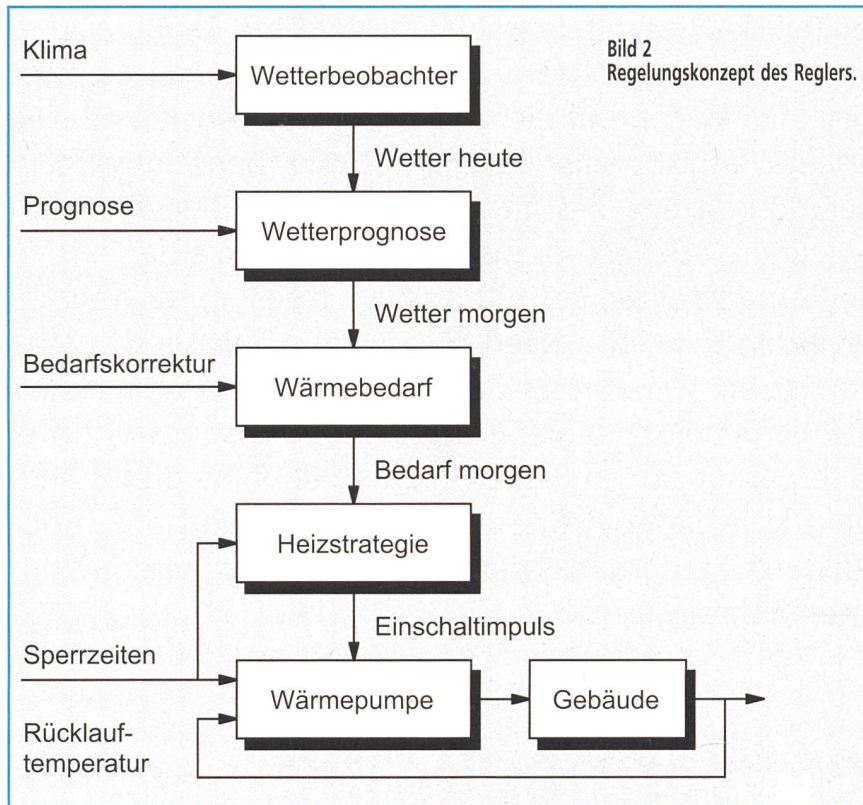 Bild 2
Regelungskonzept des Reglers.
Klima
Wetterbeobachter
Wetter heute
Prognose
Wetterprognose
Wetter morgen
Bedarfskorrektur
Wärmebedarf
Bedarf morgen
Heizstrategie
Einschaltimpuls
Sperrzeiten
Wärmepumpe
Gebäude
Rücklauf-
temperatur